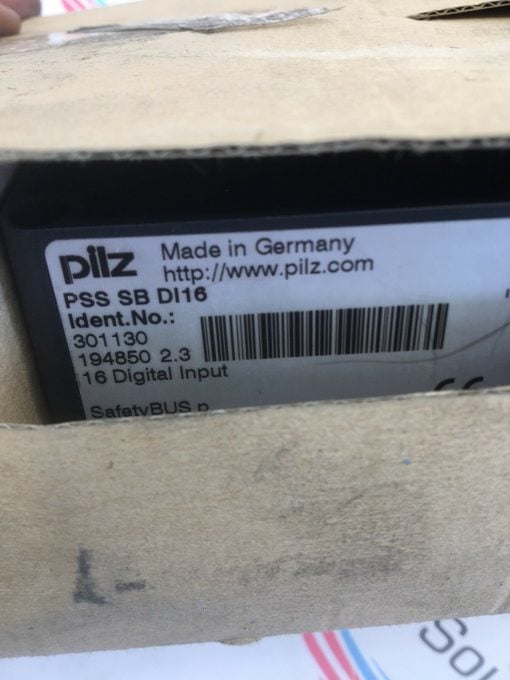 pilz Made in Germany
http://www.pilz.com
PSS SB DI16
Ident.No.:
301130
194850 2.3
16 Digital Input
CE
SafetyBUS p